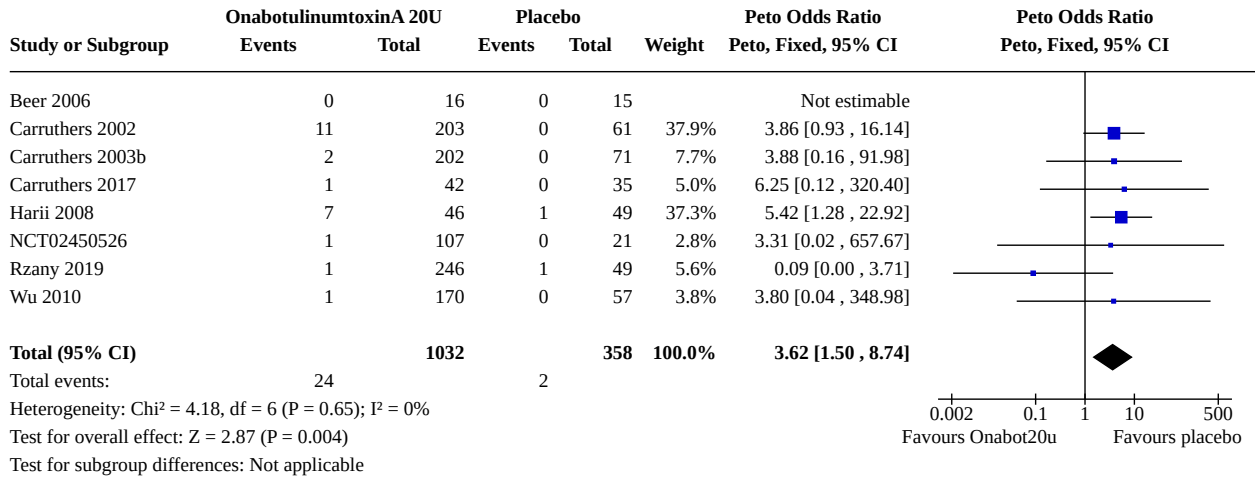 OnabotulinumtoxinA 20U Placebo Peto Odds Ratio Peto Odds Ratio
Study or Subgroup Events Total Events Total Weight Peto, Fixed, 95% CI Peto, Fixed, 95% CI
Beer 2006 0 16 0 15 Not estimable
Carruthers 2002 11 203 0 61 37.9% 3.86 [0.93 , 16.14]
Carruthers 2003b 2 202 0 71 7.7% 3.88 [0.16 , 91.98]
Carruthers 2017 1 42 0 35 5.0% 6.25 [0.12 , 320.40]
Harii 2008 7 46 1 49 37.3% 5.42 [1.28 , 22.92]
NCT02450526 1 107 0 21 2.8% 3.31 [0.02 , 657.67]
Rzany 2019 1 246 1 49 5.6% 0.09 [0.00 , 3.71]
Wu 2010 1 170 0 57 3.8% 3.80 [0.04 , 348.98]
Total (95% CI) 1032 358 100.0% 3.62 [1.50 , 8.74]
Total events: 24 2
Heterogeneity: Chi² = 4.18, df = 6 (P = 0.65); I² = 0%
0.002 0.1 1 10 500
Test for overall effect: Z = 2.87 (P = 0.004) Favours Onabot20u Favours placebo
Test for subgroup differences: Not applicable